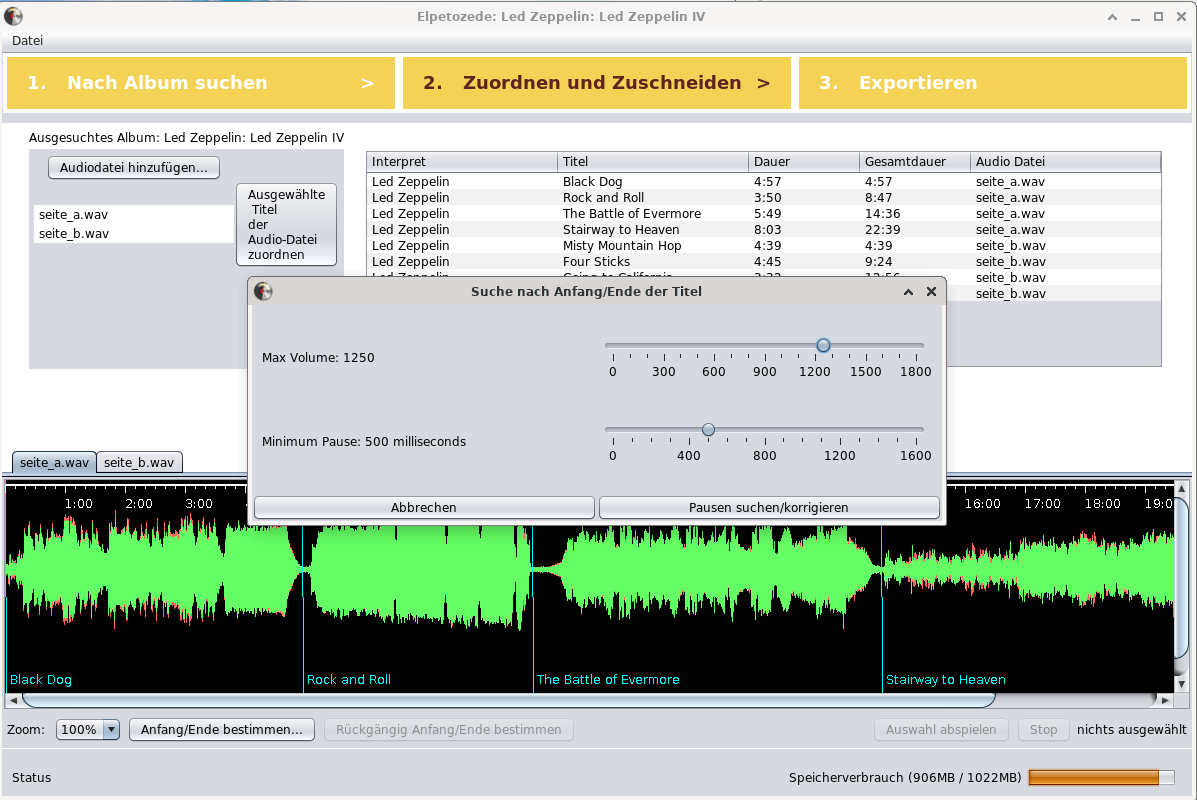 Elpetozede: Led Zeppelin: Led Zeppelin IV
Datei
1. Nach Album suchen >
2. Zuordnen und Zuschneiden >
3. Exportieren
Ausgesuchtes Album: Led Zeppelin: Led Zeppelin IV
Audiodatei hinzufügen...
seite_a.wav
seite_b.wav
Ausgewählte
Titel
der
Audio-Datei
zuordnen
Interpret Titel Dauer Gesamtdauer Audio Datei
Led Zeppelin Black Dog 4:57 4:57 seite_a.wav
Led Zeppelin Rock and Roll 3:50 8:47 seite_a.wav
Led Zeppelin The Battle of Evermore 5:49 14:36 seite_a.wav
Led Zeppelin Stairway to Heaven 8:03 22:39 seite_a.wav
Led Zeppelin Misty Mountain Hop 4:39 4:39 seite_b.wav
Led Zeppelin Four Sticks 4:45 9:24 seite_b.wav
Led Zeppelin Going to California 3:32 12:56 seite_b.wav
seite_b.wav
Suche nach Anfang/Ende der Titel
Max Volume: 1250
0 300 600 900 1200 1500 1800
Minimum Pause: 500 milliseconds
0 400 800 1200 1600
Abbrechen
Pausen suchen/korrigieren
seite_a.wav
seite_b.wav
1:00 2:00 3:00 16:00 17:00 18:00 19:0
Black Dog
Rock and Roll
The Battle of Evermore
Stairway to Heaven
Zoom: 100% Anfang/Ende bestimmen... Rückgängig Anfang/Ende bestimmen Auswahl abspielen Stop nichts ausgewählt
Status
Speicherverbrauch (906MB / 1022MB)